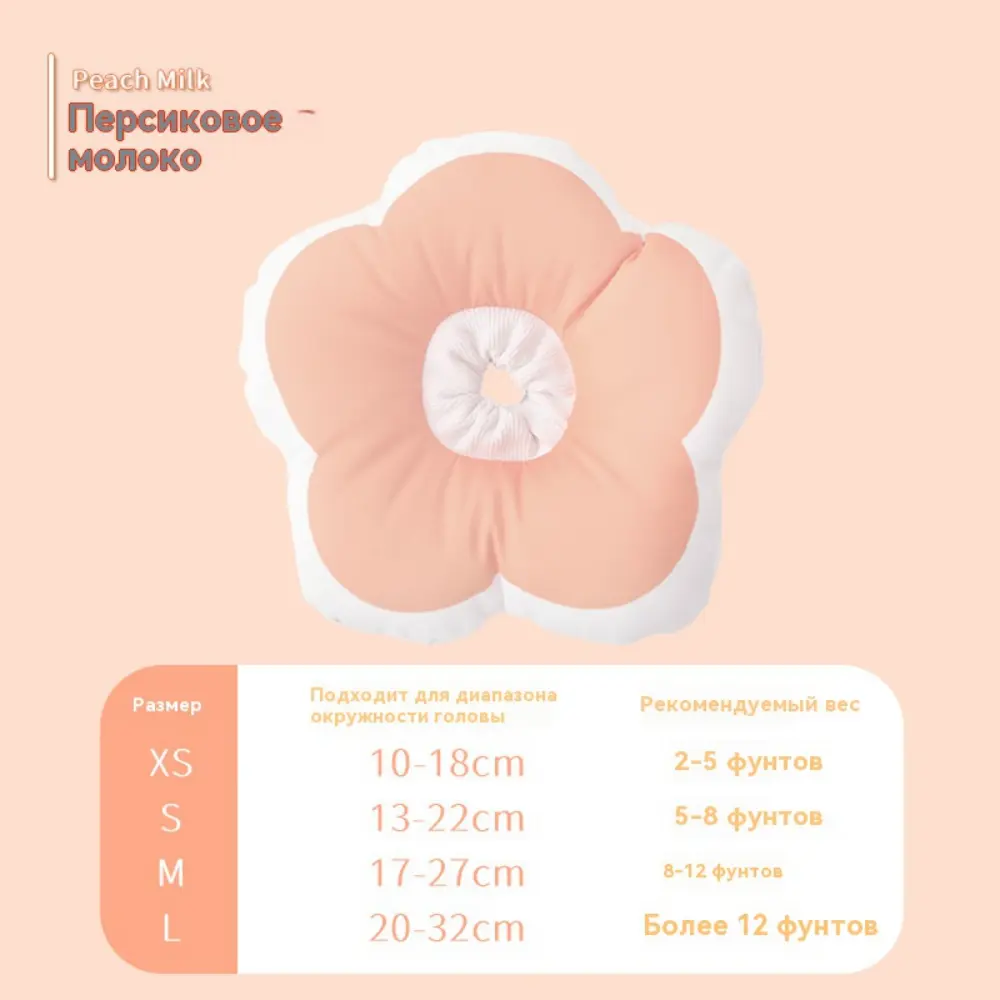 Peach Milk
Персиковое
молоко
Размер
Подходит для диапазона
окружности головы
Рекомендуемый вес
XS 10-18cm 2-5 фунтов
S 13-22cm 5-8 фунтов
M 17-27cm 8-12 фунтов
L 20-32cm Более 12 фунтов